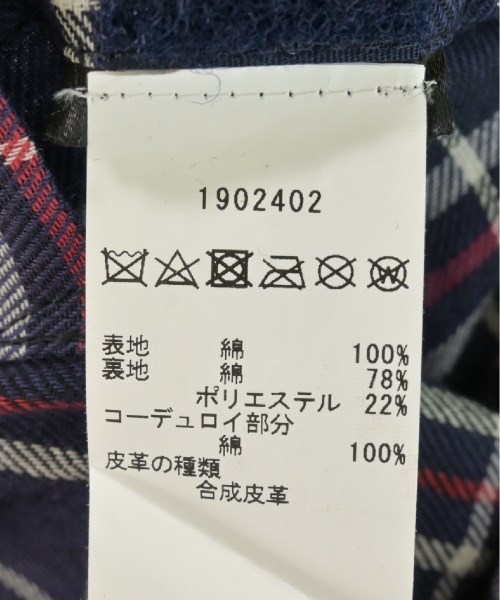 1902402
W
表地 綿 100%
裏地 綿 78%
ポリエステル 22%
コーデュロイ部分
綿 100%
皮革の種類
合成皮革